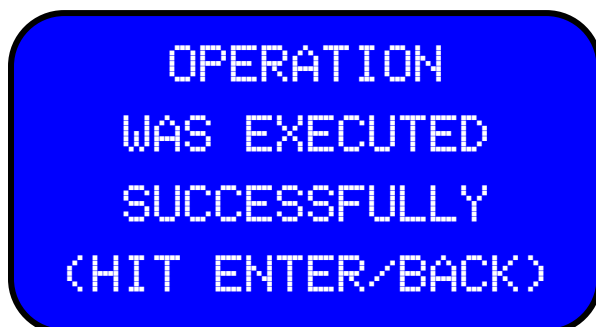 OPERATION
WAS EXECUTED
SUCCESSFULLY
(HIT ENTER/BACK)